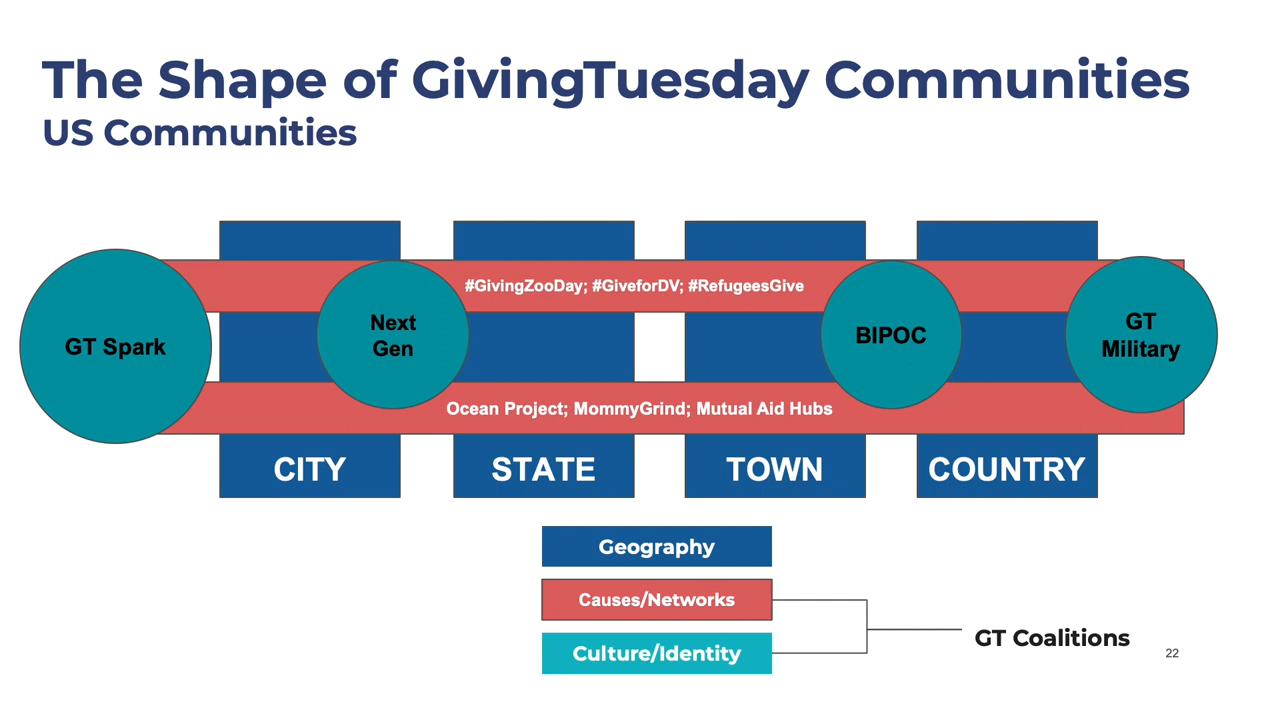 The Shape of GivingTuesday Communities
US Communities
#GivingZooDay; #GiveforDV; #RefugeesGive
GT Spark
Next
Gen
BIPOC
GT
Military
Ocean Project; MommyGrind; Mutual Aid Hubs
CITY
STATE
TOWN
COUNTRY
Geography
Causes/Networks
Culture/Identity
GT Coalitions
22